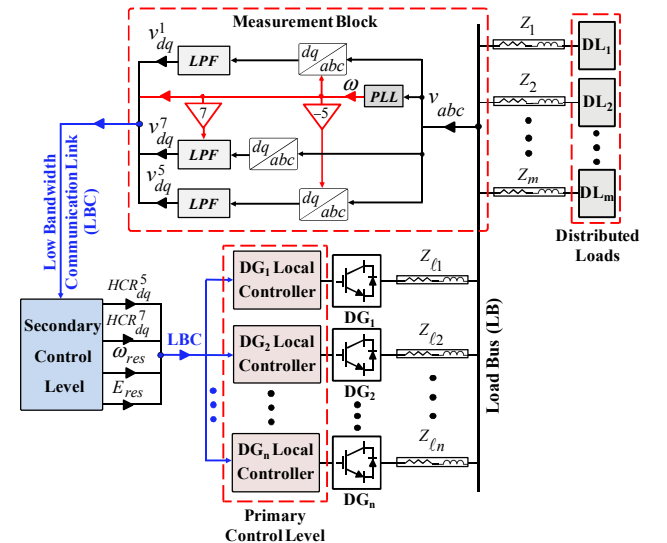 Measurement Block
v^1_dq
LPF
dq
abc
ω
PLL
v_abc
7
-5
v^7_dq
LPF
dq
abc
v^5_dq
LPF
dq
abc
Z_1
DL_1
Z_2
DL_2
Z_m
DL_m
Distributed
Loads
Low Bandwidth
Communication Link
(LBC)
Secondary
Control
Level
HCR^5_dq
HCR^7_dq
ω_res
E_res
LBC
DG_1 Local
Controller
DG_1
Z_ℓ1
DG_2 Local
Controller
DG_2
Z_ℓ2
DG_n Local
Controller
DG_n
Z_ℓn
Load Bus (LB)
Primary
Control Level